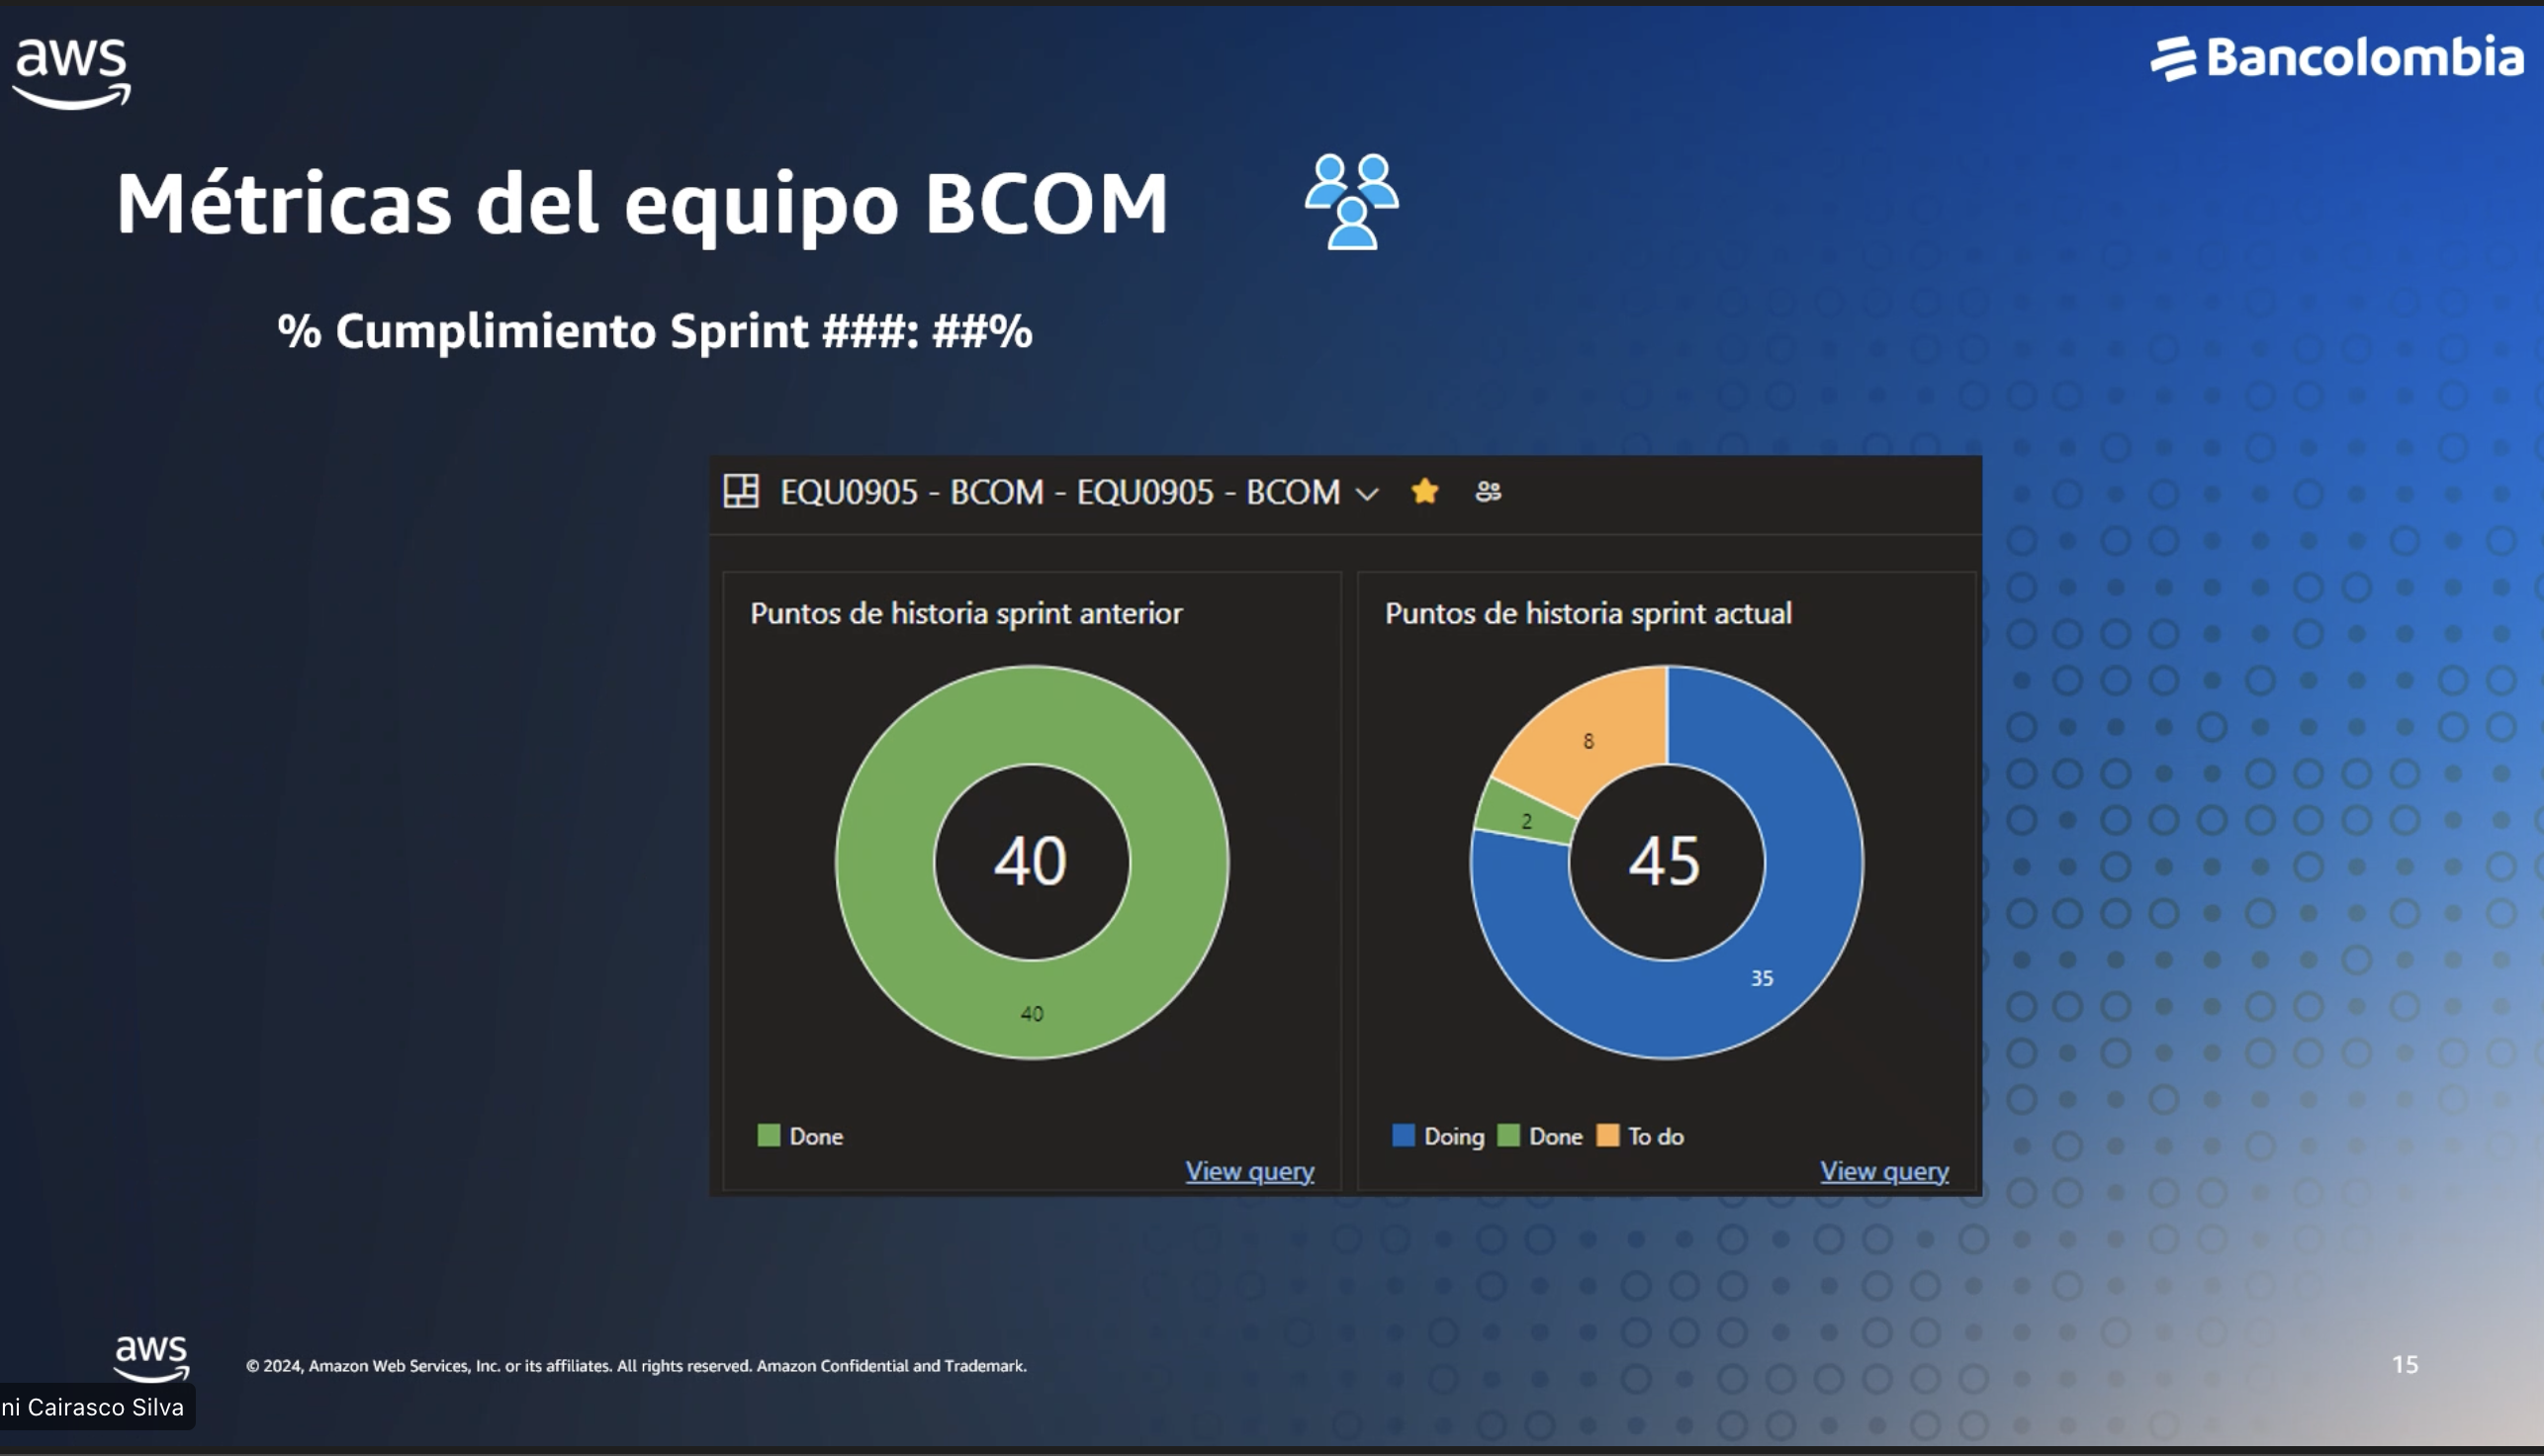 aws
Bancolombia
Métricas del equipo BCOM
% Cumplimiento Sprint ###: ##%
EQU0905 - BCOM - EQU0905 - BCOM
Puntos de historia sprint anterior
40
40
Done
View query
Puntos de historia sprint actual
8
2
45
35
Doing Done To do
View query
aws
© 2024, Amazon Web Services, Inc. or its affiliates. All rights reserved. Amazon Confidential and Trademark.
15
ni Cairasco Silva